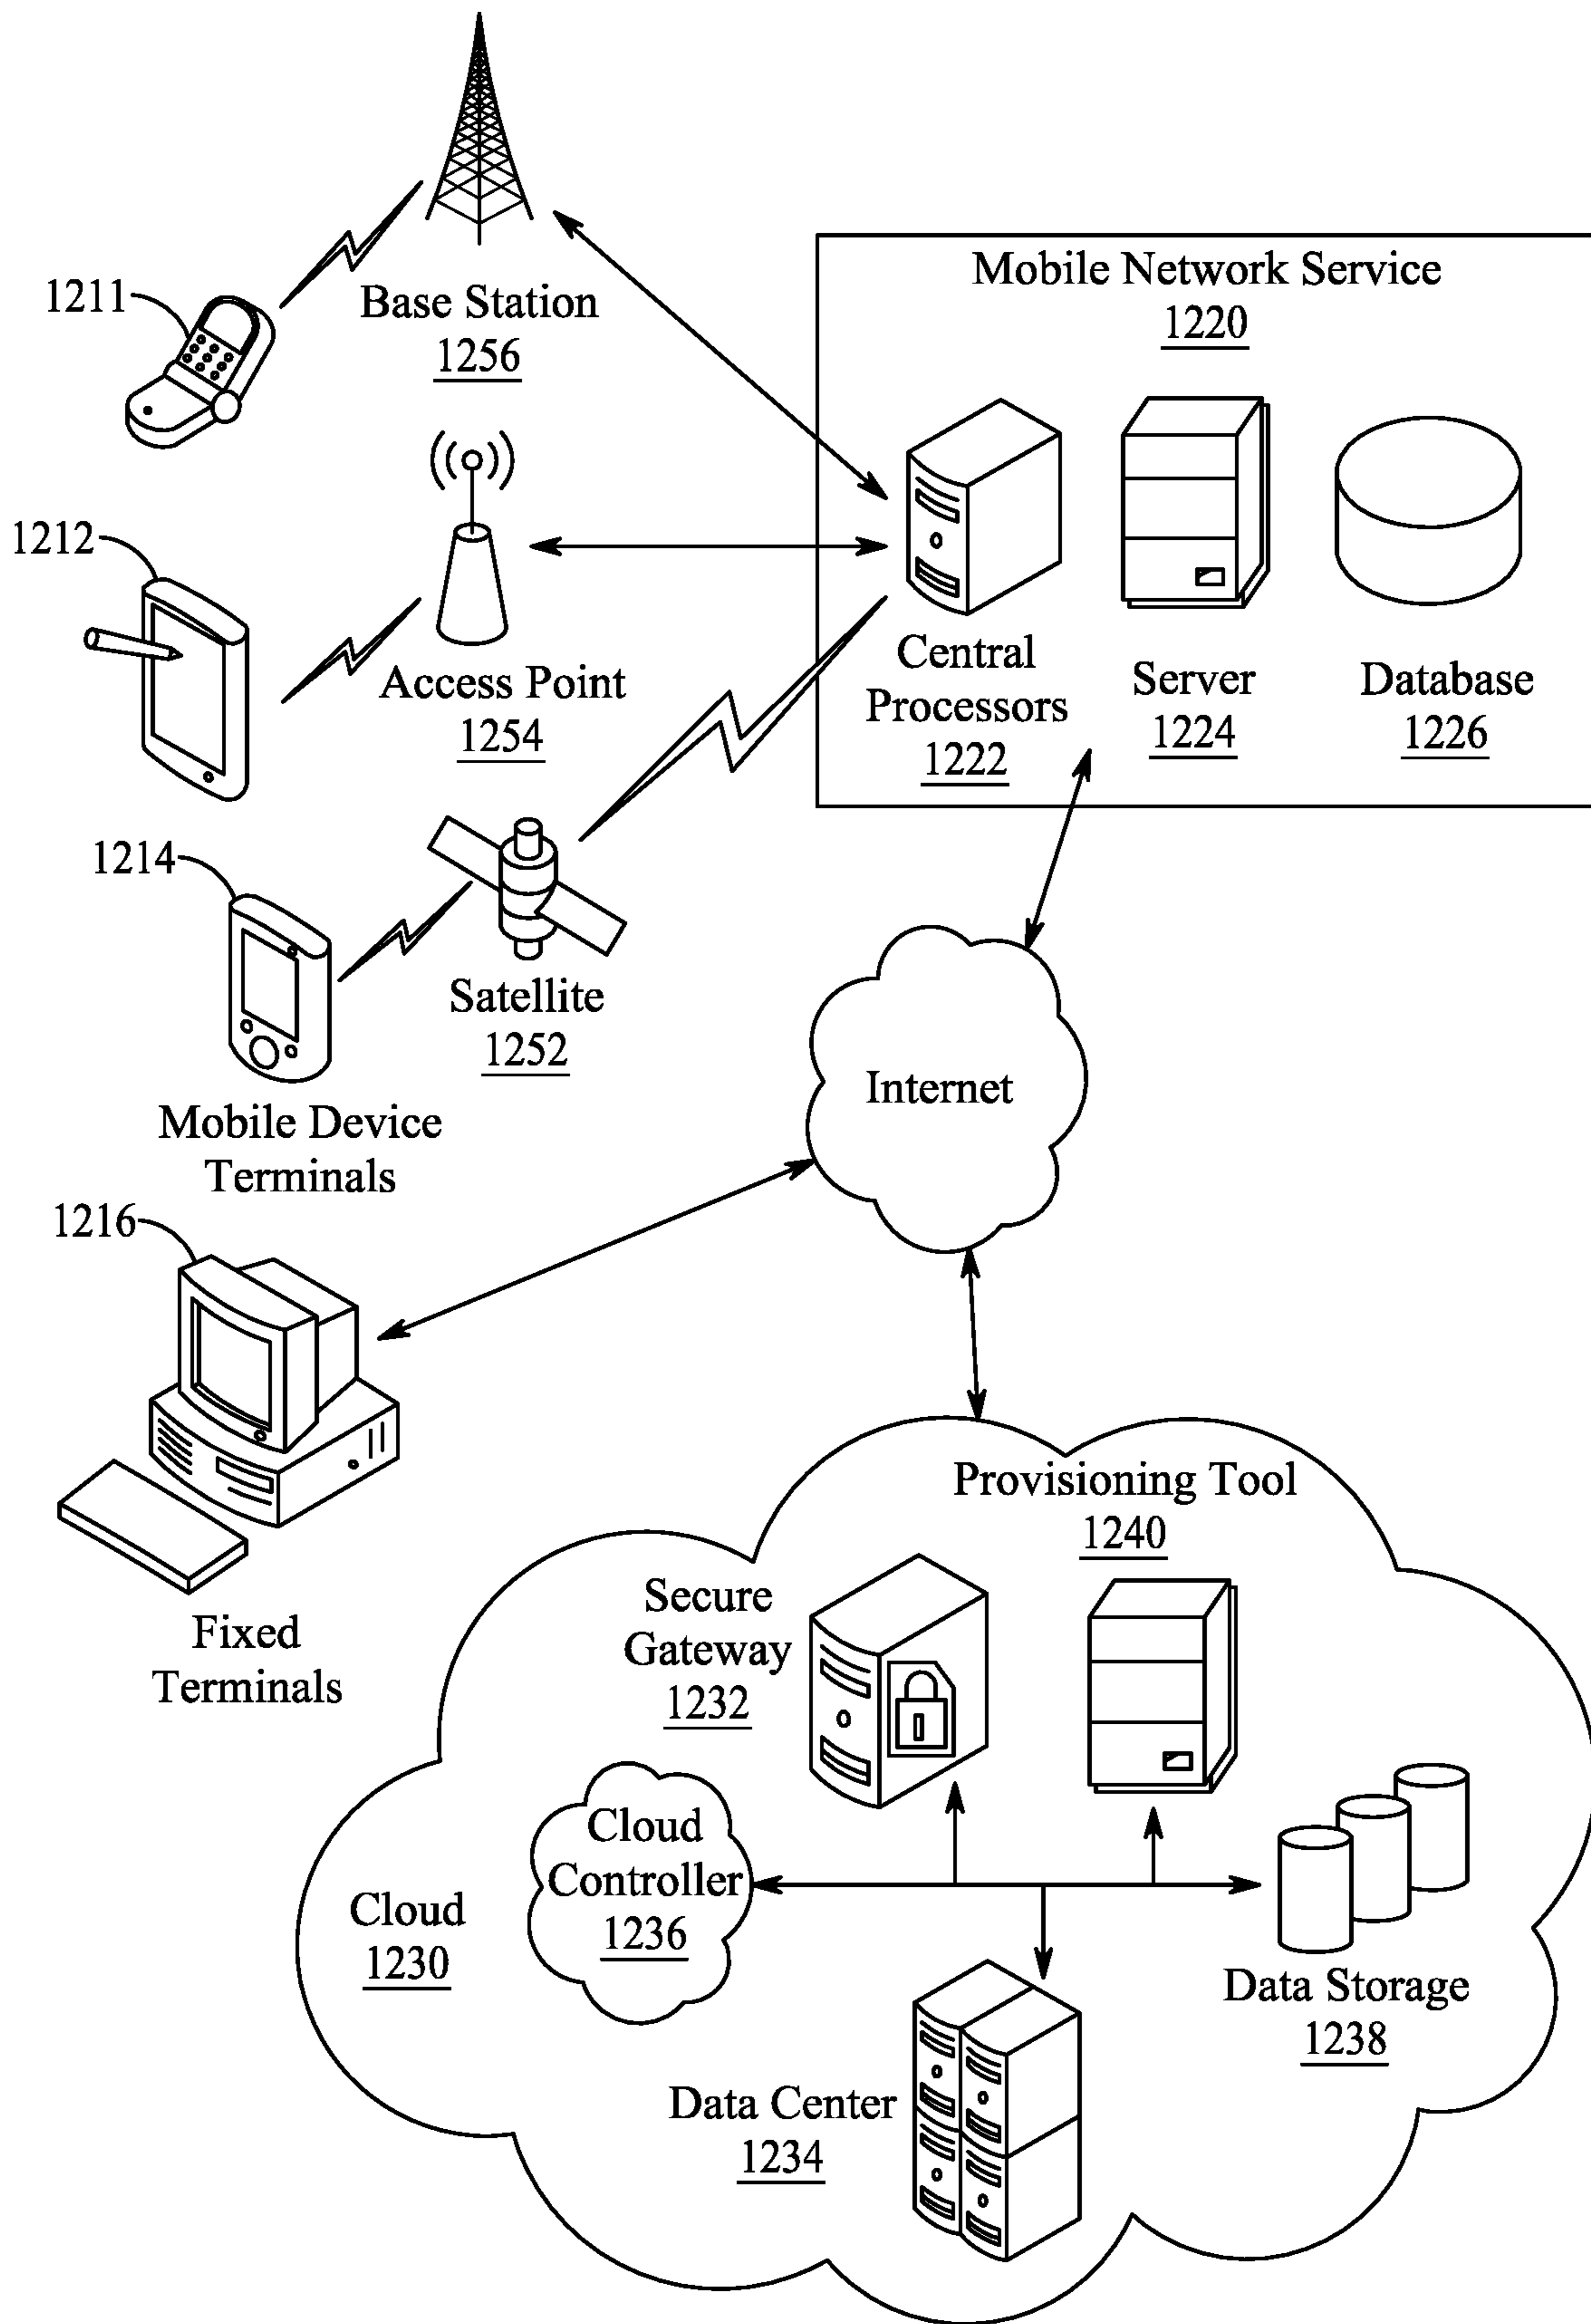 1211
Base Station
1256
Mobile Network Service
1220
1212
Access Point
1254
Central
Processors
1222
Server
1224
Database
1226
1214
Satellite
1252
Mobile Device
Terminals
Internet
1216
Fixed
Terminals
Provisioning Tool
1240
Secure
Gateway
1232
Cloud
Controller
1236
Cloud
1230
Data Storage
1238
Data Center
1234